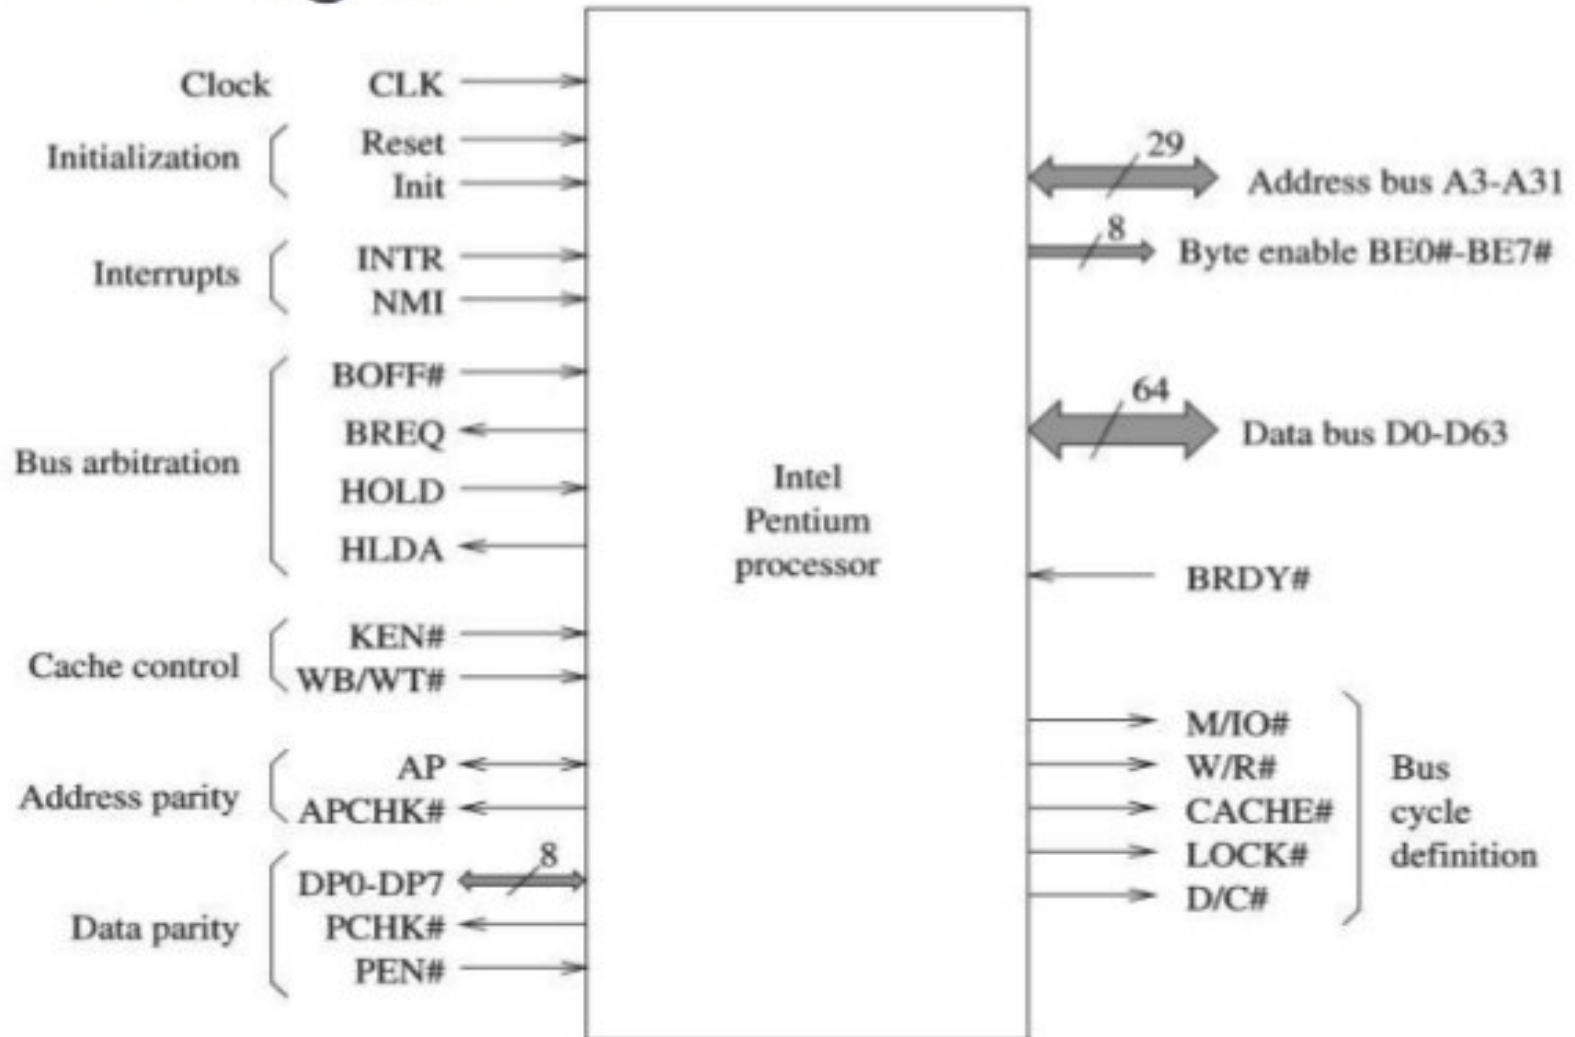 Clock CLK
Initialization Reset
Init
Interrupts INTR
NMI
Bus arbitration BOFF#
BREQ
HOLD
HLDA
Cache control KEN#
WB/WT#
Address parity AP
APCHK#
Data parity DP0-DP7 8
PCHK#
PEN#
Intel
Pentium
processor
29
Address bus A3-A31
8
Byte enable BE0#-BE7#
64
Data bus D0-D63
BRDY#
M/IO#
W/R#
CACHE#
LOCK#
D/C#
Bus
cycle
definition